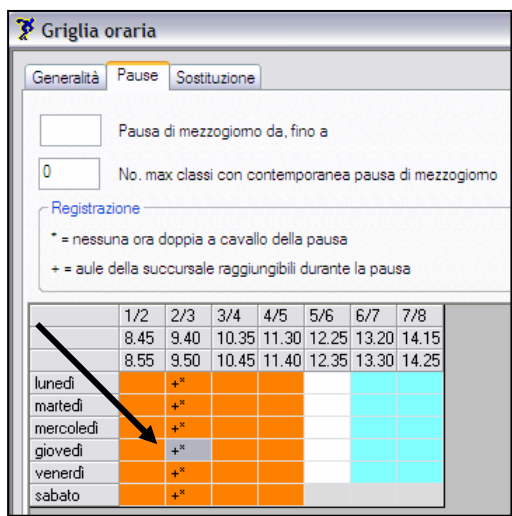 Griglia oraria
Generalità Pause Sostituzione
Pausa di mezzogiorno da, fino a
0 No. max classi con contemporanea pausa di mezzogiorno
Registrazione
* = nessuna ora doppia a cavallo della pausa
+ = aule della succursale raggiungibili durante la pausa
1/2 2/3 3/4 4/5 5/6 6/7 7/8
8.45 9.40 10.35 11.30 12.25 13.20 14.15
8.55 9.50 10.45 11.40 12.35 13.30 14.25
lunedì +*
martedì +*
mercoledì +*
giovedì +*
venerdì +*
sabato +*